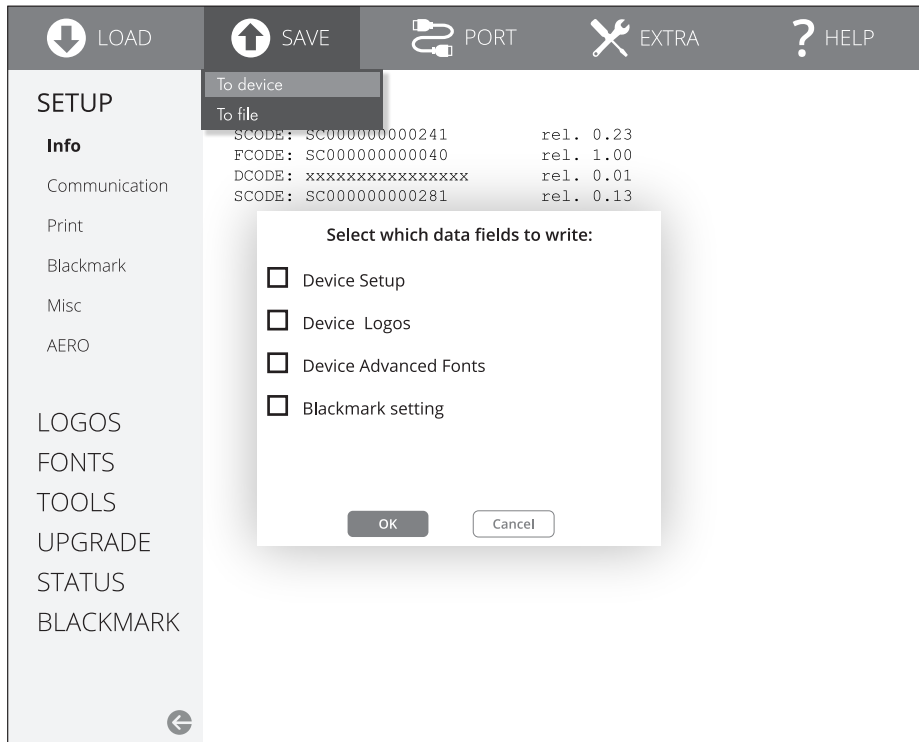 LOAD
SAVE
PORT
EXTRA
? HELP
To device
To file
SETUP
Info
Communication
Print
Blackmark
Misc
AERO
LOGOS
FONTS
TOOLS
UPGRADE
STATUS
BLACKMARK
SCODE: SC000000000241 rel. 0.23
FCODE: SC000000000040 rel. 1.00
DCODE: xxxxxxxxxxxxxxxx rel. 0.01
SCODE: SC000000000281 rel. 0.13
Select which data fields to write:
Device Setup
Device Logos
Device Advanced Fonts
Blackmark setting
OK
Cancel